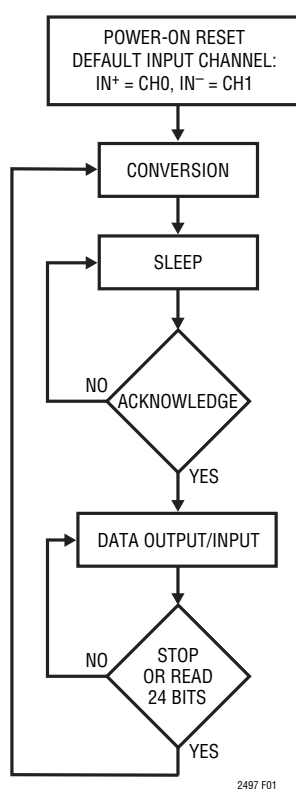 POWER-ON RESET
DEFAULT INPUT CHANNEL:
IN⁺ = CH0, IN⁻ = CH1
CONVERSION
SLEEP
NO
ACKNOWLEDGE
YES
DATA OUTPUT/INPUT
NO
STOP
OR READ
24 BITS
YES
2497 F01